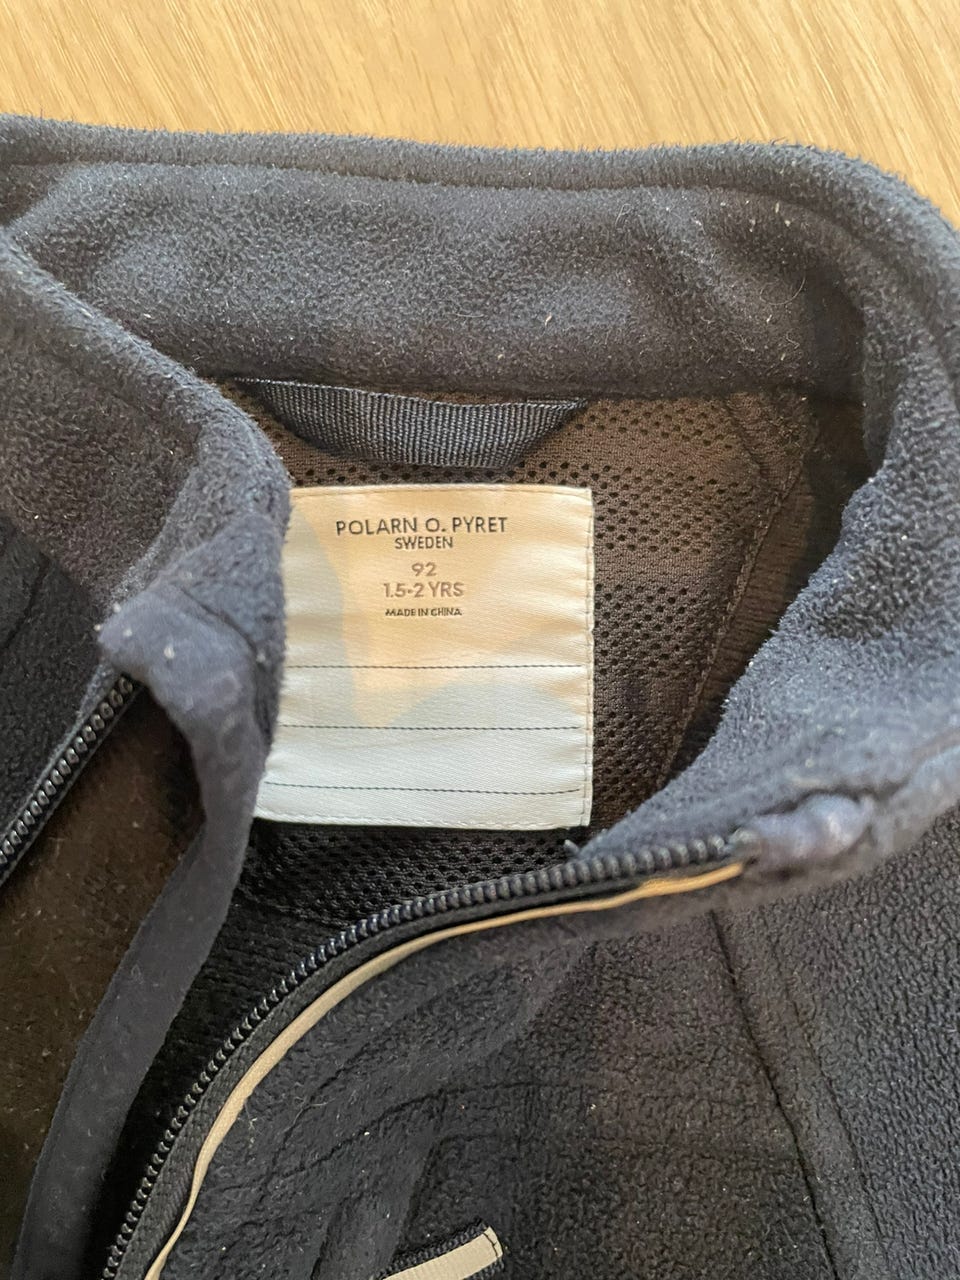 POLARN O. PYRET
SWEDEN
92
1.5-2 YRS
MADE IN CHINA